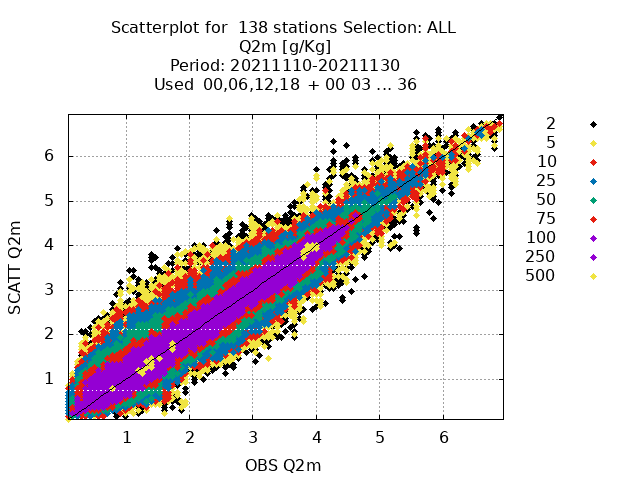 Scatterplot for  138 stations Selection: ALL
Q2m [g/Kg]
Period: 20211110-20211130
Used  00,06,12,18 + 00 03 ... 36
2
5
10
25
50
75
100
250
500
6
5
4
3
2
1
SCATT Q2m
1 2 3 4 5 6
OBS Q2m